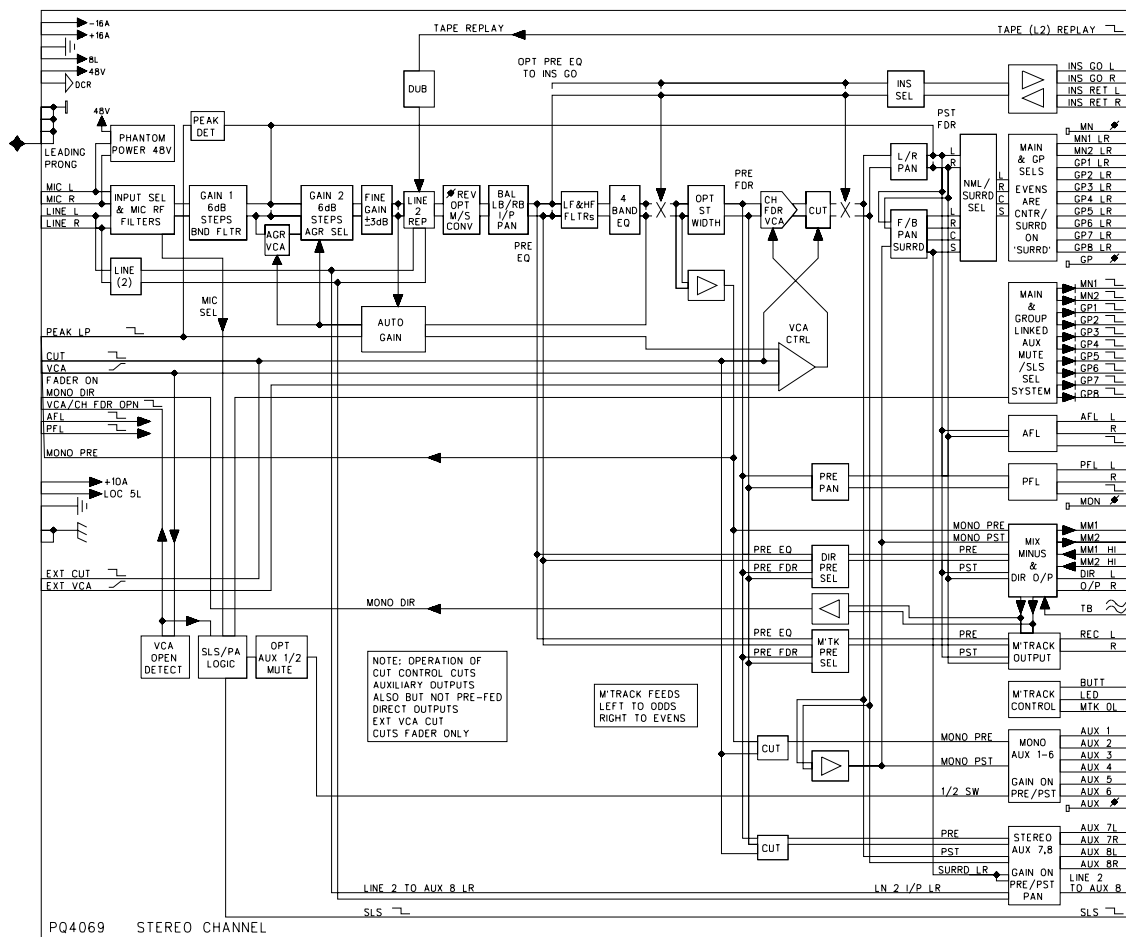 -16A
+16A
8L
48V
DCR
LEADING
PRONG
48V
PHANTOM
POWER 48V
PEAK
DET
TAPE REPLAY
TAPE (L2) REPLAY
DUB
OPT PRE EQ
TO INS GO
INS
SEL
INS GO L
INS GO R
INS RET L
INS RET R
MIC L
MIC R
LINE L
LINE R
INPUT SEL
& MIC RF
FILTERS
GAIN 1
6dB
STEPS
BND FLTR
AGR
VCA
GAIN 2
6dB
STEPS
AGR SEL
FINE
GAIN
±3dB
LINE
2
REP
REV
OPT
M/S
CONV
BAL
LB/RB
I/P
PAN
PRE
EQ
LF&HF
FLTRs
4
BAND
EQ
OPT
ST
WIDTH
PRE
FDR
CH
FDR
VCA
CUT
PST
FDR
L/R
PAN
L
R
F/B
PAN
SURRD
L
R
C
S
NML/
SURRD
SEL
L
R
C
S
MAIN
& GP
SELS
EVENS
ARE
CNTR/
SURRD
ON
'SURRD'
MN
MN1 LR
MN2 LR
GP1 LR
GP2 LR
GP3 LR
GP4 LR
GP5 LR
GP6 LR
GP7 LR
GP8 LR
GP
LINE
(2)
MIC
SEL
AUTO
GAIN
VCA
CTRL
MAIN
&
GROUP
LINKED
AUX
MUTE
/SLS
SEL
SYSTEM
MN1
MN2
GP1
GP2
GP3
GP4
GP5
GP6
GP7
GP8
PEAK LP
CUT
VCA
FADER ON
MONO DIR
VCA/CH FDR OPN
AFL
PFL
MONO PRE
+10A
LOC 5L
EXT CUT
EXT VCA
AFL
AFL L
R
PRE
PAN
PFL
PFL L
R
MON
MONO PRE
MONO PST
PRE
PST
MIX
MINUS
&
DIR O/P
MM1
MM2
MM1 HI
MM2 HI
DIR L
O/P R
TB
PRE EQ
PRE FDR
DIR
PRE
SEL
MONO DIR
PRE EQ
PRE FDR
M'TK
PRE
SEL
PRE
PST
M'TRACK
OUTPUT
REC L
R
VCA
OPEN
DETECT
SLS/PA
LOGIC
OPT
AUX 1/2
MUTE
NOTE: OPERATION OF
CUT CONTROL CUTS
AUXILIARY OUTPUTS
ALSO BUT NOT PRE-FED
DIRECT OUTPUTS
EXT VCA CUT
CUTS FADER ONLY
M'TRACK FEEDS
LEFT TO ODDS
RIGHT TO EVENS
M'TRACK
CONTROL
BUTT
LED
MTK OL
CUT
MONO PRE
MONO PST
1/2 SW
MONO
AUX 1-6
GAIN ON
PRE/PST
AUX 1
AUX 2
AUX 3
AUX 4
AUX 5
AUX 6
AUX
CUT
PRE
PST
SURRD LR
STEREO
AUX 7,8
GAIN ON
PRE/PST
PAN
AUX 7L
AUX 7R
AUX 8L
AUX 8R
LINE 2
TO AUX 8
LINE 2 TO AUX 8 LR
LN 2 I/P LR
SLS
SLS
PQ4069 STEREO CHANNEL